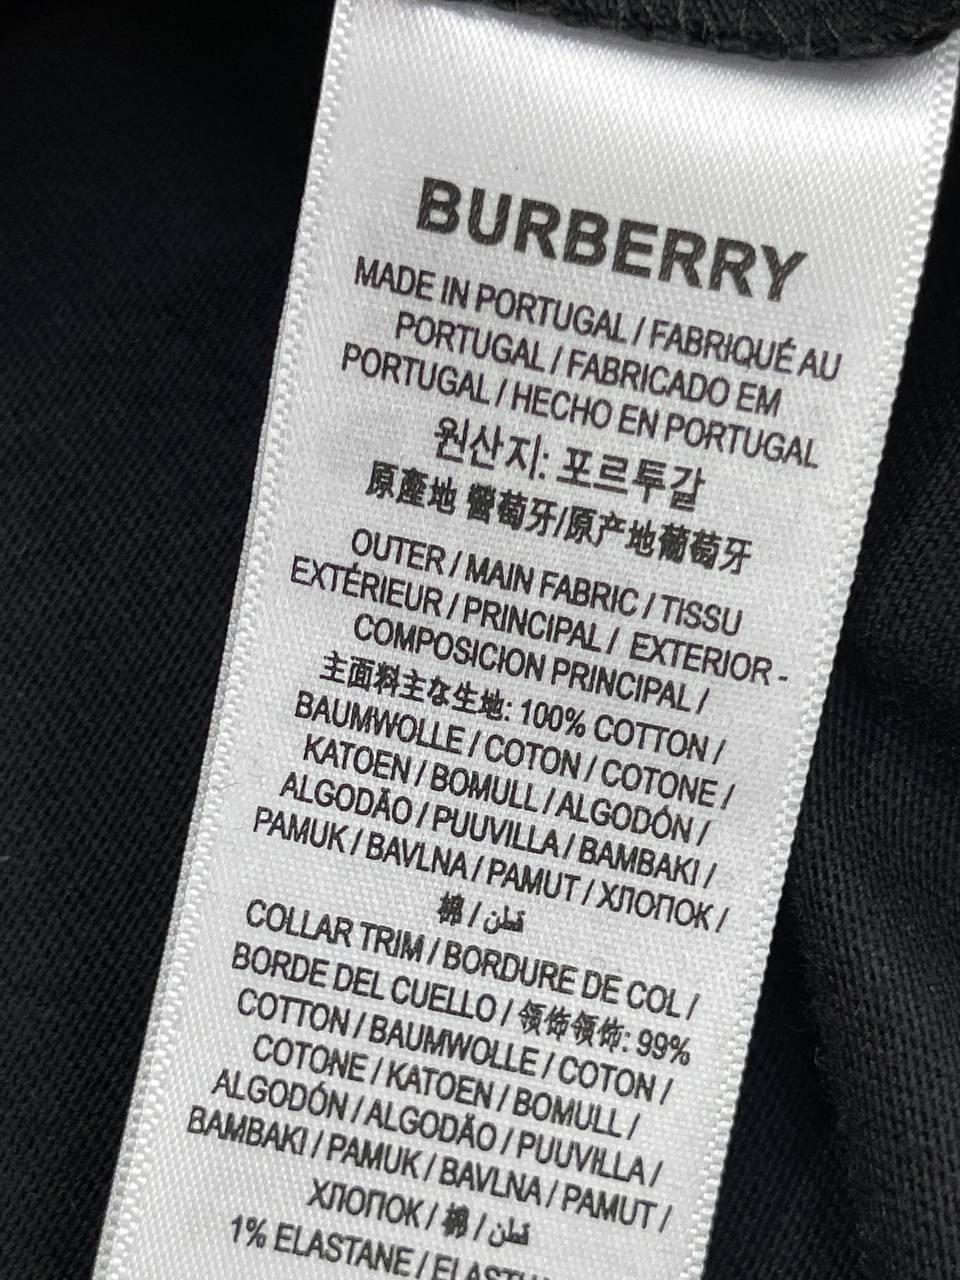 BURBERRY
MADE IN PORTUGAL / FABRIQUÉ AU
PORTUGAL / FABRICADO EM
PORTUGAL / HECHO EN PORTUGAL
원산지: 포르투갈
原產地 營萄牙/原产地葡萄牙
OUTER / MAIN FABRIC / TISSU
EXTÉRIEUR / PRINCIPAL / EXTERIOR -
COMPOSICION PRINCIPAL /
主面料主な生地: 100% COTTON /
BAUMWOLLE / COTON / COTONE /
KATOEN / BOMULL / ALGODÓN /
ALGODÃO / PUUVILLA / BAMBAKI /
PAMUK / BAVLNA / PAMUT / ХЛОПОК /
棉 / قطن
COLLAR TRIM / BORDURE DE COL /
BORDE DEL CUELLO / 领饰领饰: 99%
COTTON / BAUMWOLLE / COTON /
COTONE / KATOEN / BOMULL /
ALGODÓN / ALGODÃO / PUUVILLA /
BAMBAKI / PAMUK / BAVLNA / PAMUT /
ХЛОПОК / 棉 / قطن
1% ELASTANE /